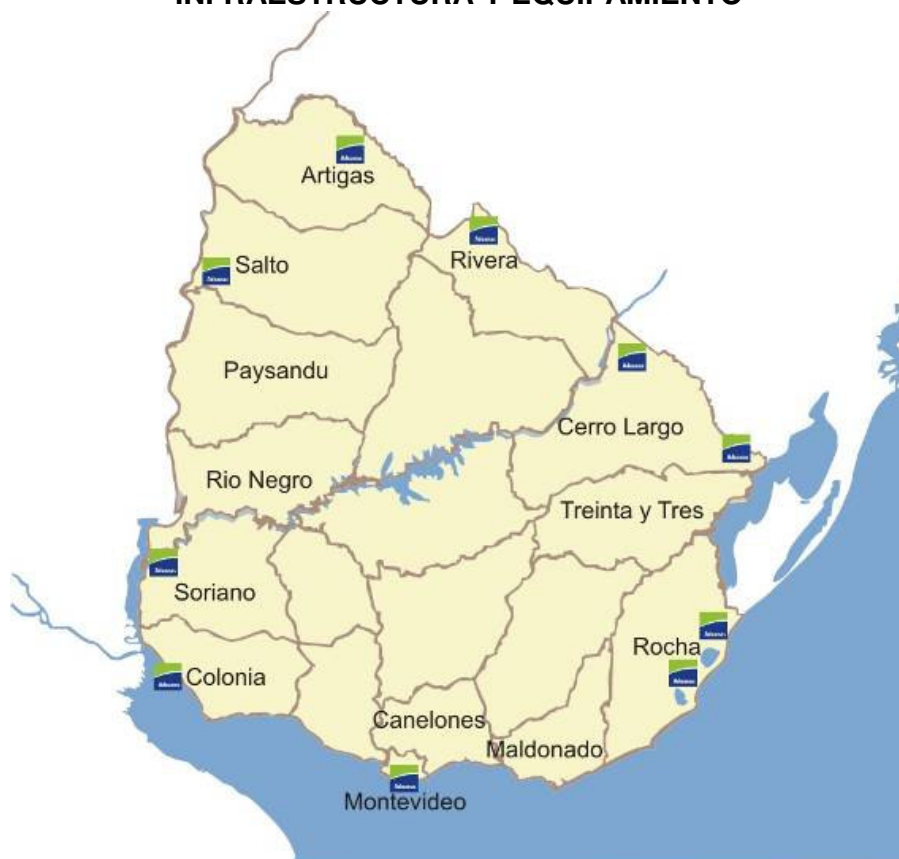 INFRAESTRUCTURA Y EQUIPAMIENTO
Artigas
Rivera
Salto
Paysandu
Cerro Largo
Rio Negro
Treinta y Tres
Soriano
Rocha
Colonia
Canelones
Maldonado
Montevideo